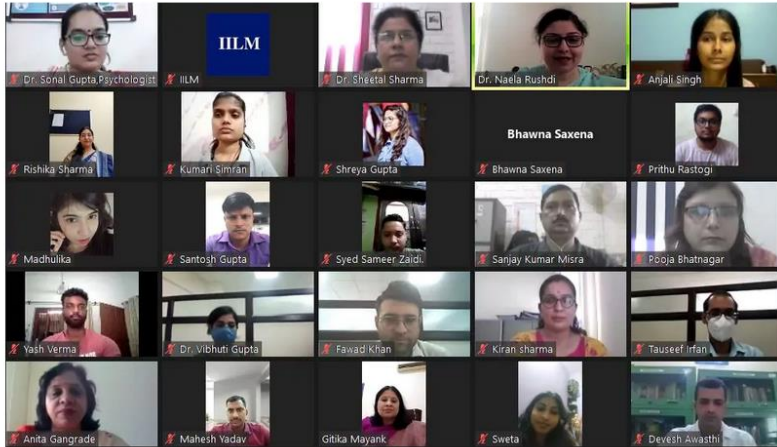 Dr. Sonal Gupta,Psychologist
IILM
IILM
Dr. Sheetal Sharma
Dr. Naela Rushdi
Anjali Singh
Rishika Sharma
Kumari Simran
Shreya Gupta
Bhawna Saxena
Bhawna Saxena
Prithu Rastogi
Madhulika
Santosh Gupta
Syed Sameer Zaidi.
Sanjay Kumar Misra
Pooja Bhatnagar
Yash Verma
Dr. Vibhuti Gupta
Fawad Khan
Kiran sharma
Tauseef Irfan
Anita Gangrade
Mahesh Yadav
Gitika Mayank
Sweta
Devesh Awasthi